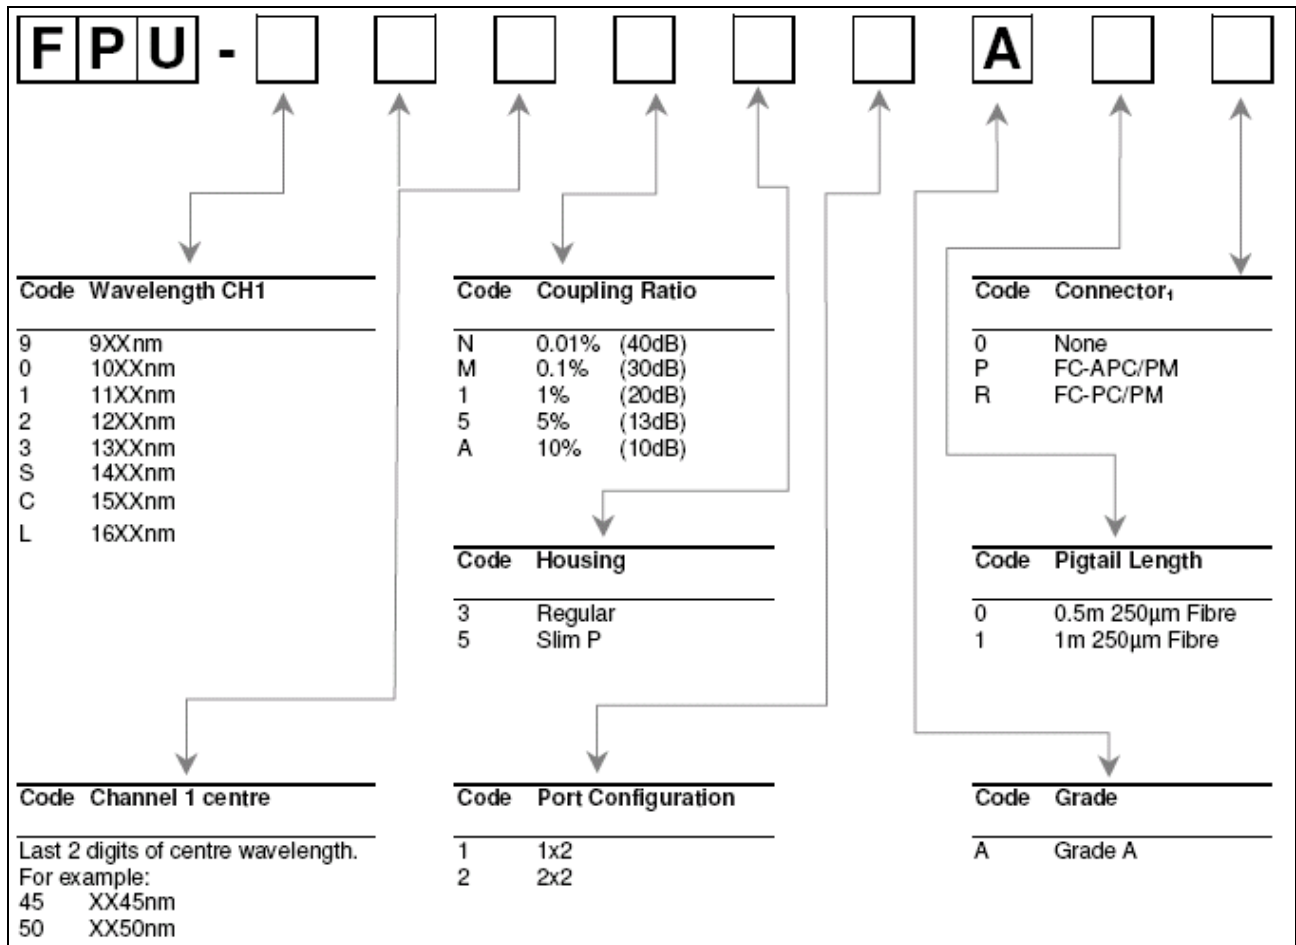 FPU - A
Code Wavelength CH1
9 9XXnm
0 10XXnm
1 11XXnm
2 12XXnm
3 13XXnm
S 14XXnm
C 15XXnm
L 16XXnm
Code Coupling Ratio
N 0.01% (40dB)
M 0.1% (30dB)
1 1% (20dB)
5 5% (13dB)
A 10% (10dB)
Code Connector₁
0 None
P FC-APC/PM
R FC-PC/PM
Code Housing
3 Regular
5 Slim P
Code Pigtail Length
0 0.5m 250µm Fibre
1 1m 250µm Fibre
Code Channel 1 centre
Last 2 digits of centre wavelength.
For example:
45 XX45nm
50 XX50nm
Code Port Configuration
1 1x2
2 2x2
Code Grade
A Grade A